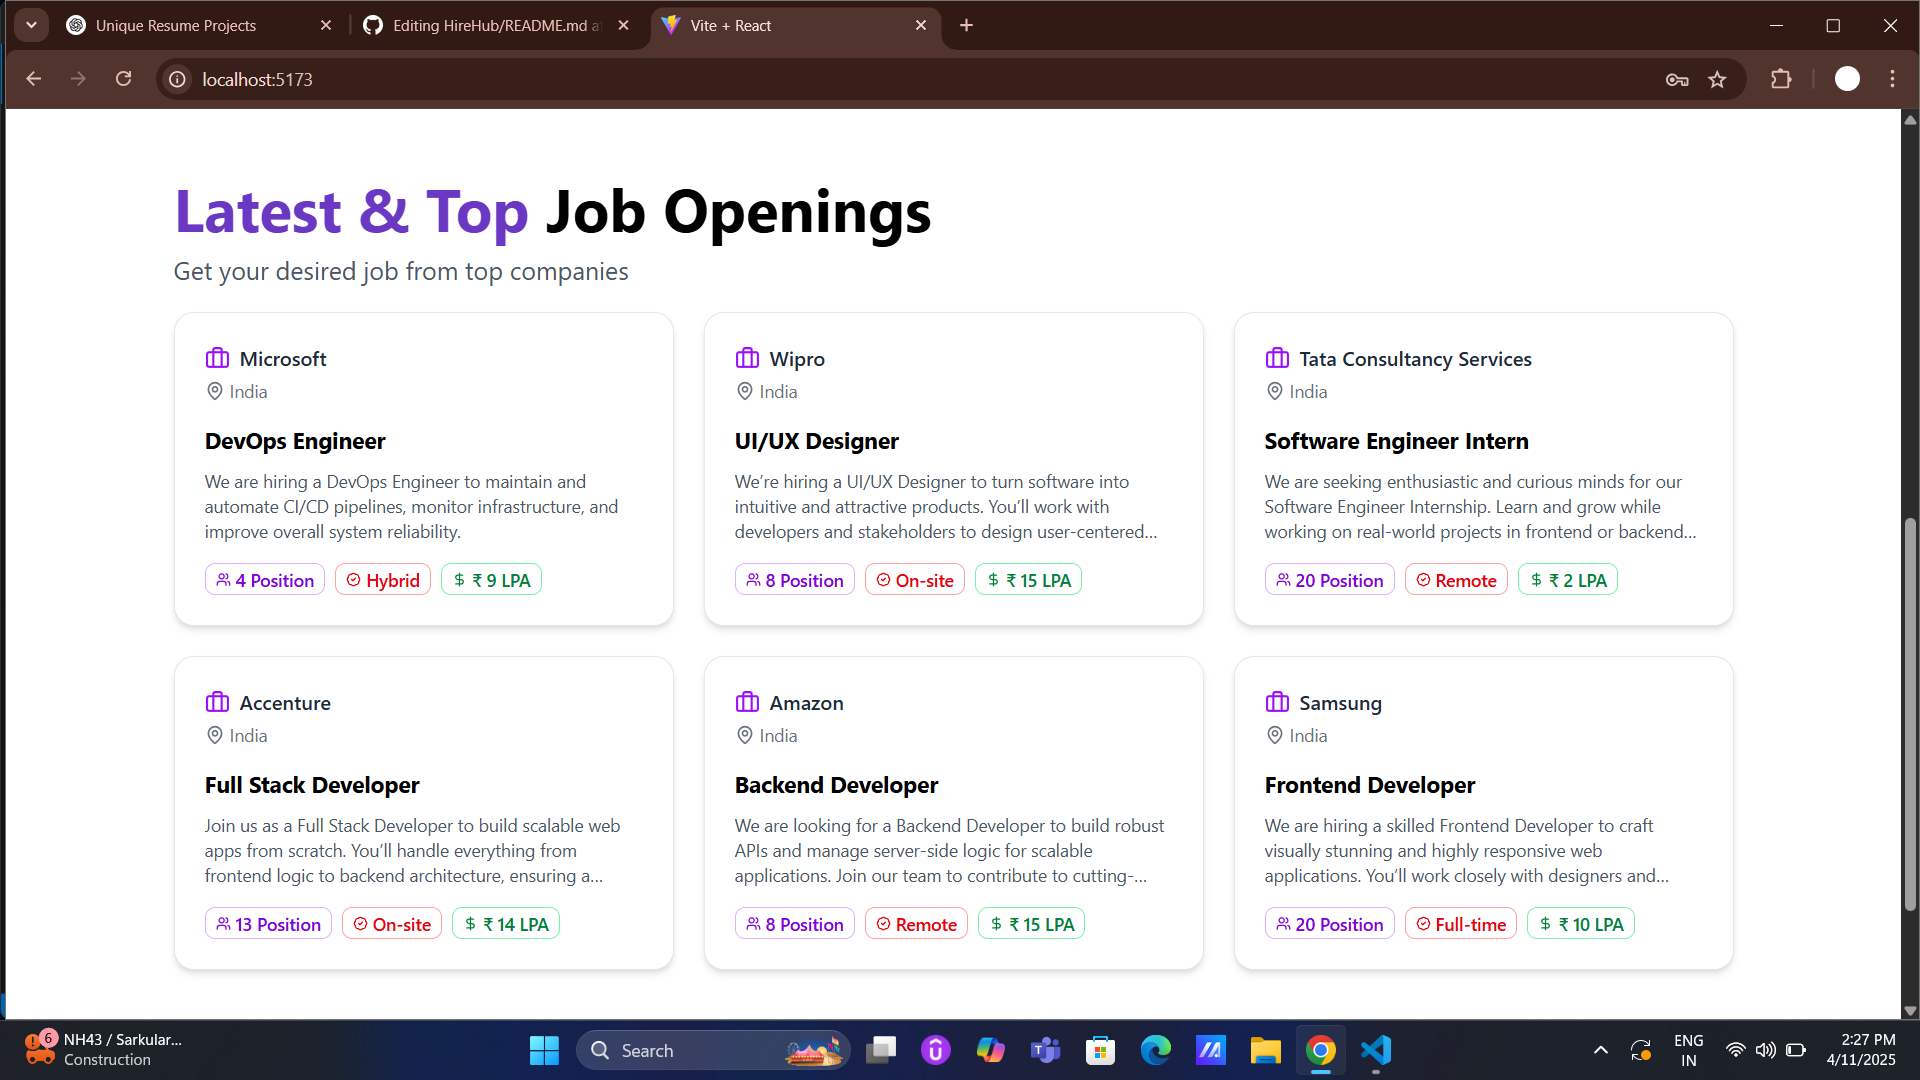 Unique Resume Projects
Editing HireHub/README.md a
Vite + React
localhost:5173
Latest & Top Job Openings
Get your desired job from top companies
Microsoft
India
DevOps Engineer
We are hiring a DevOps Engineer to maintain and
automate CI/CD pipelines, monitor infrastructure, and
improve overall system reliability.
4 Position
Hybrid
₹ 9 LPA
Wipro
India
UI/UX Designer
We’re hiring a UI/UX Designer to turn software into
intuitive and attractive products. You’ll work with
developers and stakeholders to design user-centered...
8 Position
On-site
₹ 15 LPA
Tata Consultancy Services
India
Software Engineer Intern
We are seeking enthusiastic and curious minds for our
Software Engineer Internship. Learn and grow while
working on real-world projects in frontend or backend...
20 Position
Remote
₹ 2 LPA
Accenture
India
Full Stack Developer
Join us as a Full Stack Developer to build scalable web
apps from scratch. You’ll handle everything from
frontend logic to backend architecture, ensuring a...
13 Position
On-site
₹ 14 LPA
Amazon
India
Backend Developer
We are looking for a Backend Developer to build robust
APIs and manage server-side logic for scalable
applications. Join our team to contribute to cutting-...
8 Position
Remote
₹ 15 LPA
Samsung
India
Frontend Developer
We are hiring a skilled Frontend Developer to craft
visually stunning and highly responsive web
applications. You’ll work closely with designers and...
20 Position
Full-time
₹ 10 LPA
6
NH43 / Sarkular...
Construction
Search
ENG
IN
2:27 PM
4/11/2025